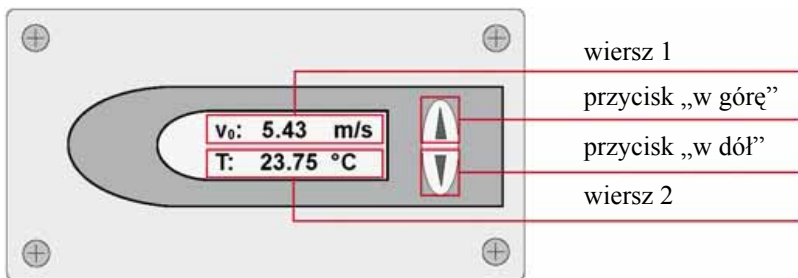 v₀: 5.43 m/s
T: 23.75 °C
wiersz 1
przycisk „w górę”
przycisk „w dół”
wiersz 2